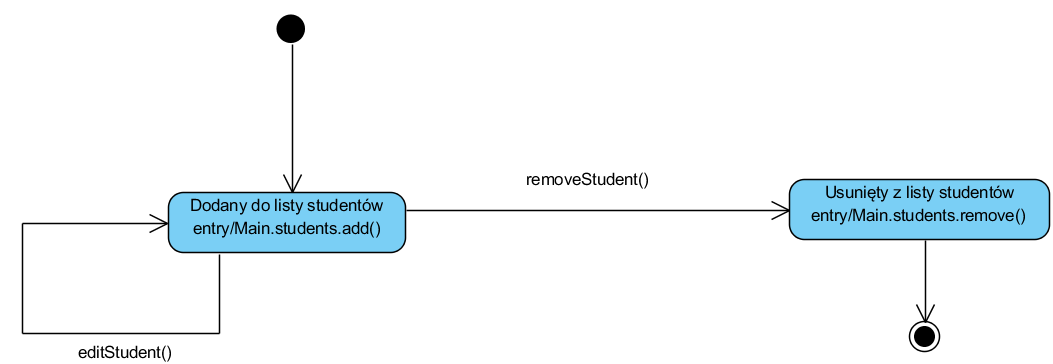 removeStudent()
Dodany do listy studentów
entry/Main.students.add()
Usunięty z listy studentów
entry/Main.students.remove()
editStudent()